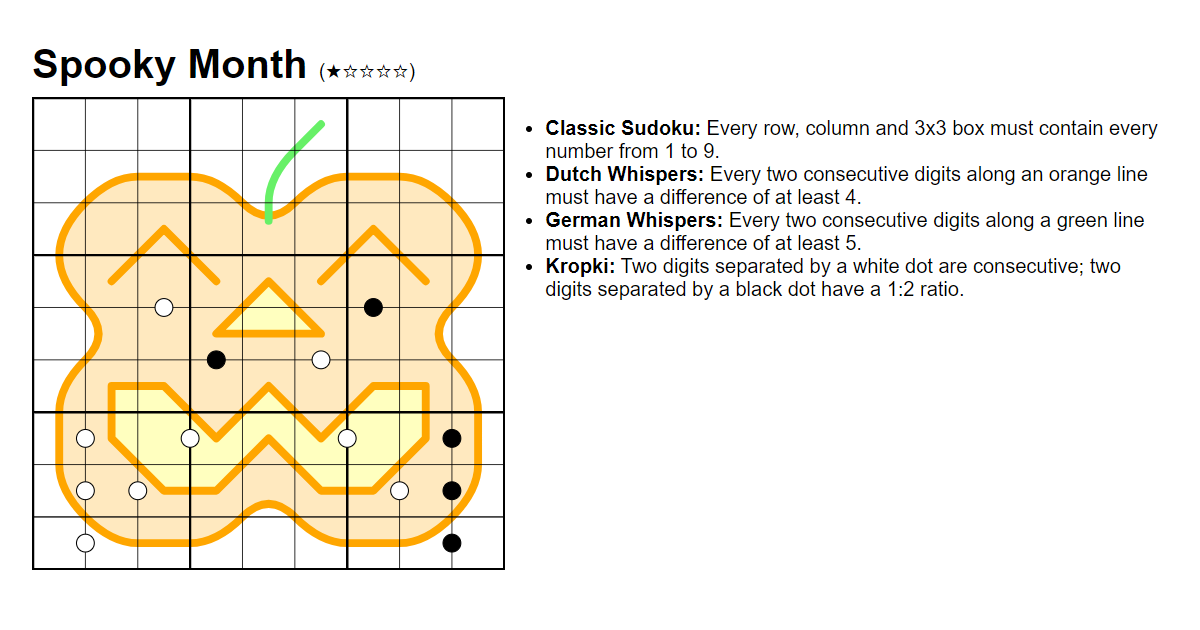 Spooky Month (★☆☆☆☆)
• Classic Sudoku: Every row, column and 3x3 box must contain every
number from 1 to 9.
• Dutch Whispers: Every two consecutive digits along an orange line
must have a difference of at least 4.
• German Whispers: Every two consecutive digits along a green line
must have a difference of at least 5.
• Kropki: Two digits separated by a white dot are consecutive; two
digits separated by a black dot have a 1:2 ratio.